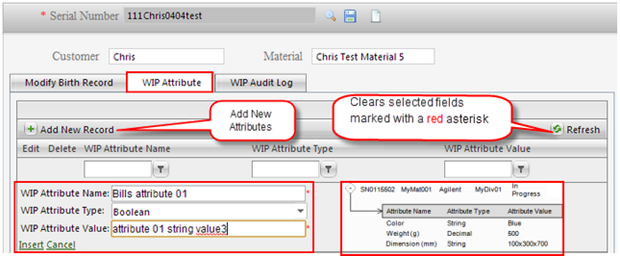 * Serial Number 111Chris0404test
Customer Chris Material Chris Test Material 5
Modify Birth Record WIP Attribute WIP Audit Log
Add New Attributes
Clears selected fields marked with a red asterisk
Add New Record Refresh
Edit Delete WIP Attribute Name WIP Attribute Type WIP Attribute Value
WIP Attribute Name: Bills attribute 01 *
WIP Attribute Type: Boolean
WIP Attribute Value: attribute 01 string value3 *
Insert Cancel
SN0115502 MyMat001 Agilent MyDiv01 In Progress
Attribute Name Attribute Type Attribute Value
Color String Blue
Weight (g) Decimal 500
Dimension (mm) String 100x300x700